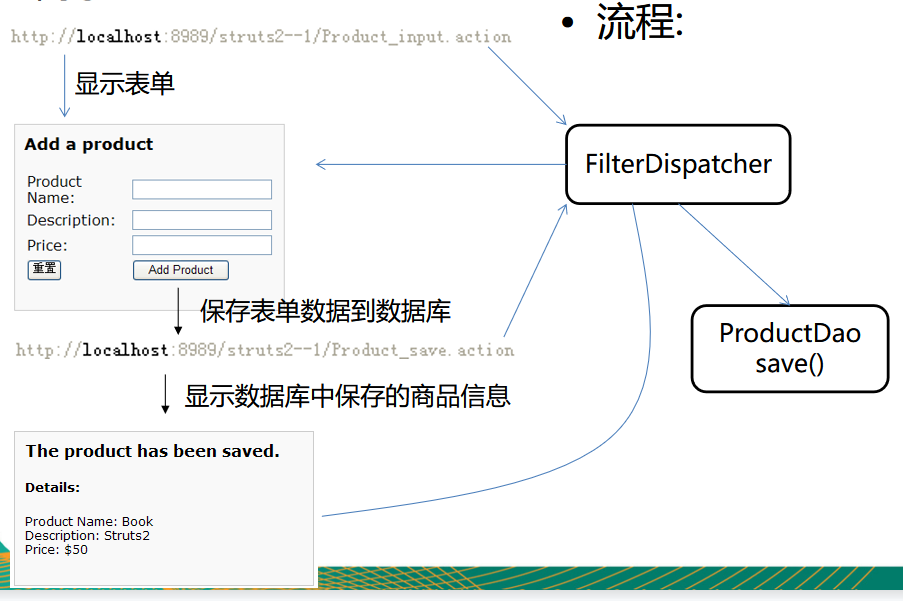 • 流程:
http://localhost:8989/struts2--1/Product_input.action
显示表单
Add a product
Product Name:
Description:
Price:
重置
Add Product
FilterDispatcher
保存表单数据到数据库
ProductDao
save()
http://localhost:8989/struts2--1/Product_save.action
显示数据库中保存的商品信息
The product has been saved.
Details:
Product Name: Book
Description: Struts2
Price: $50